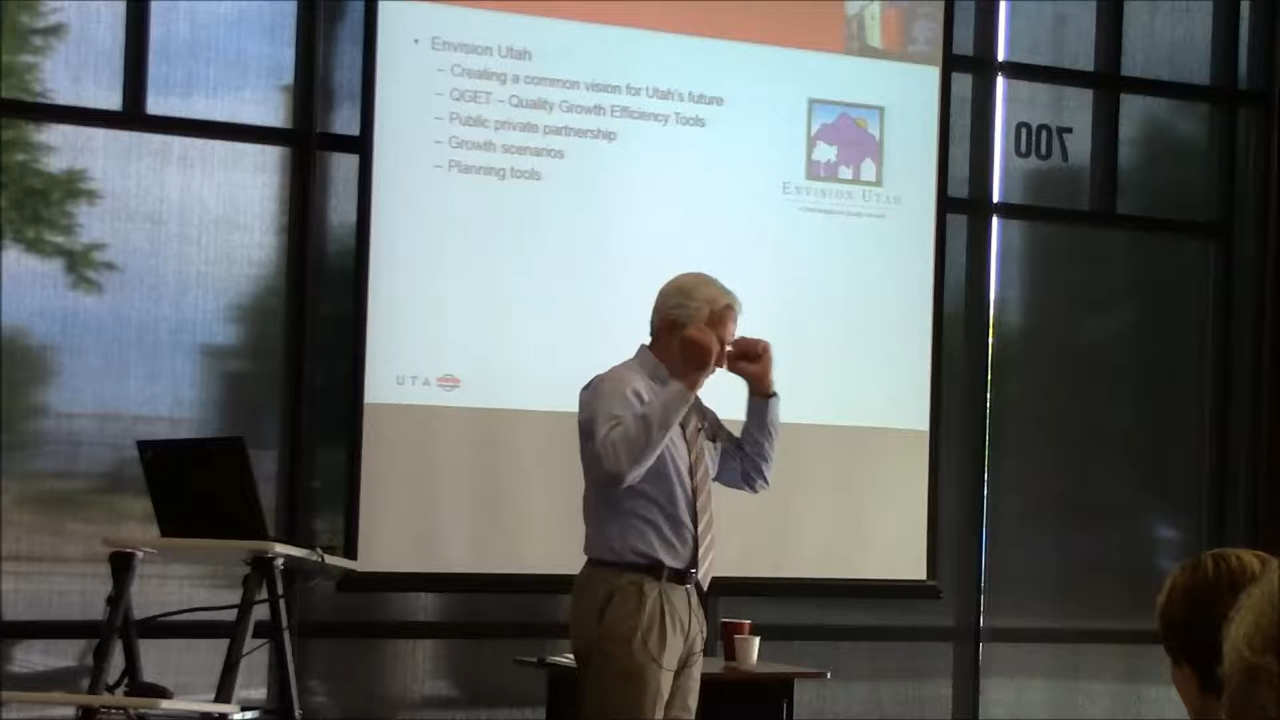 • Envision Utah
– Creating a common vision for Utah's future
– QGET – Quality Growth Efficiency Tools
– Public private partnership
– Growth scenarios
– Planning tools
ENVISION UTAH
UTA
700